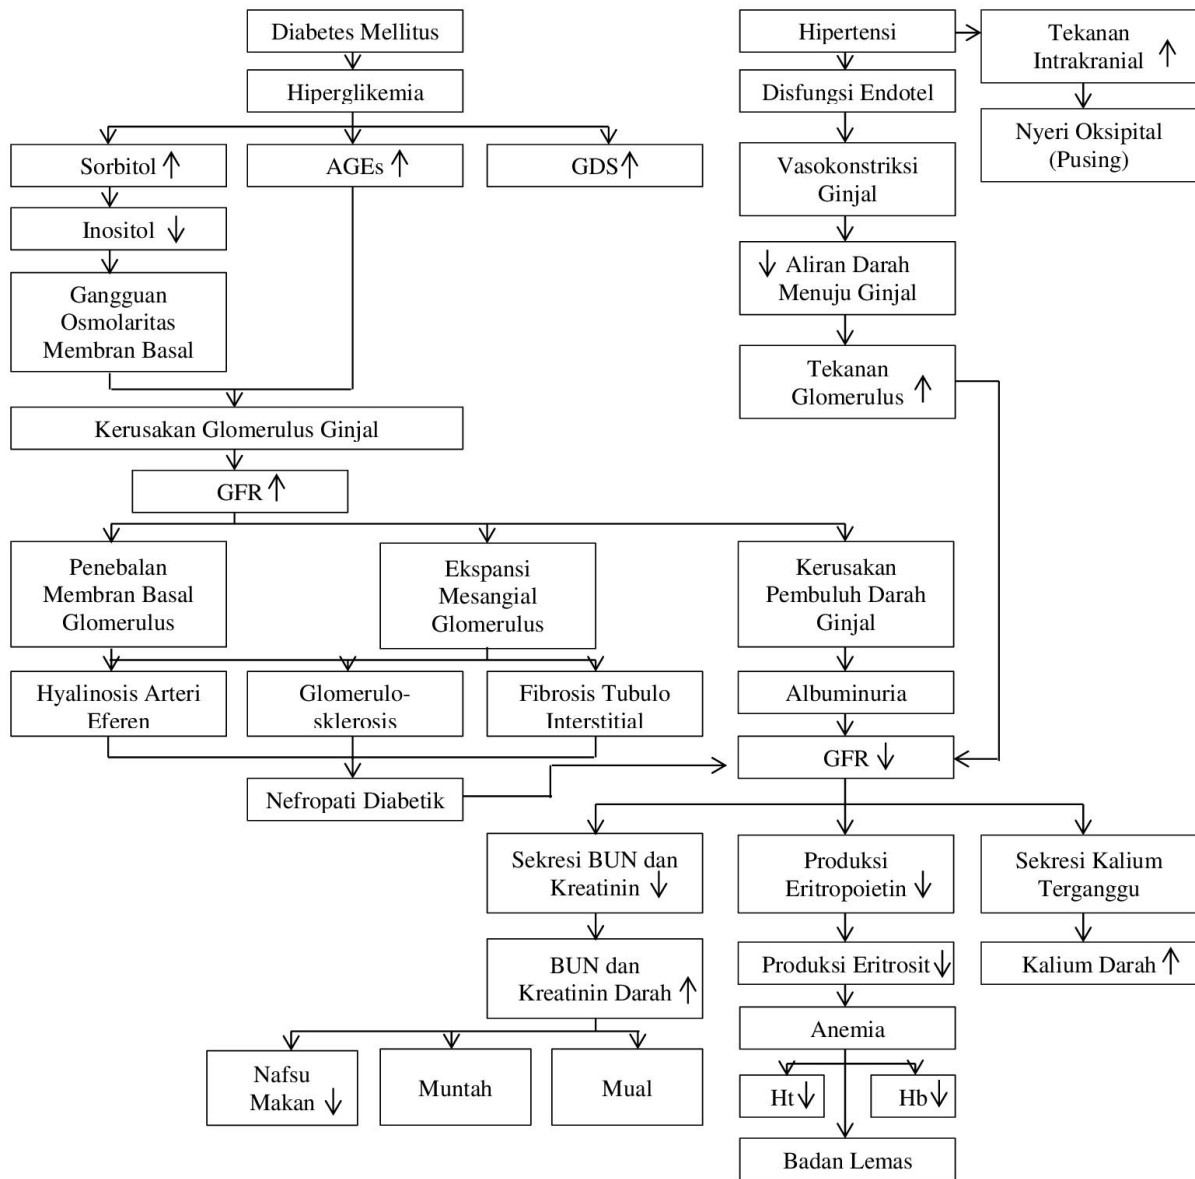 Diabetes Mellitus
Hiperglikemia
Sorbitol ↑
AGEs ↑
GDS ↑
Inositol ↓
Gangguan
Osmolaritas
Membran Basal
Kerusakan Glomerulus Ginjal
GFR ↑
Hipertensi
Tekanan
Intrakranial ↑
Nyeri Oksipital
(Pusing)
Disfungsi Endotel
Vasokonstriksi
Ginjal
↓ Aliran Darah
Menuju Ginjal
Tekanan
Glomerulus ↑
Penebalan
Membran Basal
Glomerulus
Ekspansi
Mesangial
Glomerulus
Kerusakan
Pembuluh Darah
Ginjal
Hyalinosis Arteri
Eferen
Glomerulo-
sklerosis
Fibrosis Tubulo
Interstitial
Albuminuria
Nefropati Diabetik
GFR ↓
Sekresi BUN dan
Kreatinin ↓
Produksi
Eritropoietin ↓
Sekresi Kalium
Terganggu
BUN dan
Kreatinin Darah ↑
Produksi Eritrosit ↓
Kalium Darah ↑
Anemia
Nafsu
Makan ↓
Muntah
Mual
Ht ↓
Hb ↓
Badan Lemas